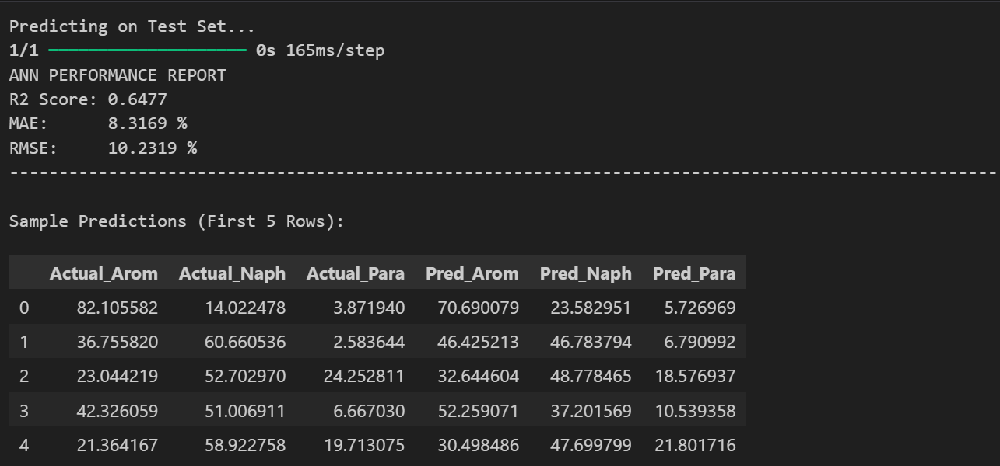 Predicting on Test Set...
1/1 ━━━━━━━━━━━━━━━━━━━━ 0s 165ms/step
ANN PERFORMANCE REPORT
R2 Score: 0.6477
MAE:      8.3169 %
RMSE:     10.2319 %
----------------------------------------------------------------------------------------------------
Sample Predictions (First 5 Rows):
Actual_Arom Actual_Naph Actual_Para Pred_Arom Pred_Naph Pred_Para
0 82.105582 14.022478 3.871940 70.690079 23.582951 5.726969
1 36.755820 60.660536 2.583644 46.425213 46.783794 6.790992
2 23.044219 52.702970 24.252811 32.644604 48.778465 18.576937
3 42.326059 51.006911 6.667030 52.259071 37.201569 10.539358
4 21.364167 58.922758 19.713075 30.498486 47.699799 21.801716